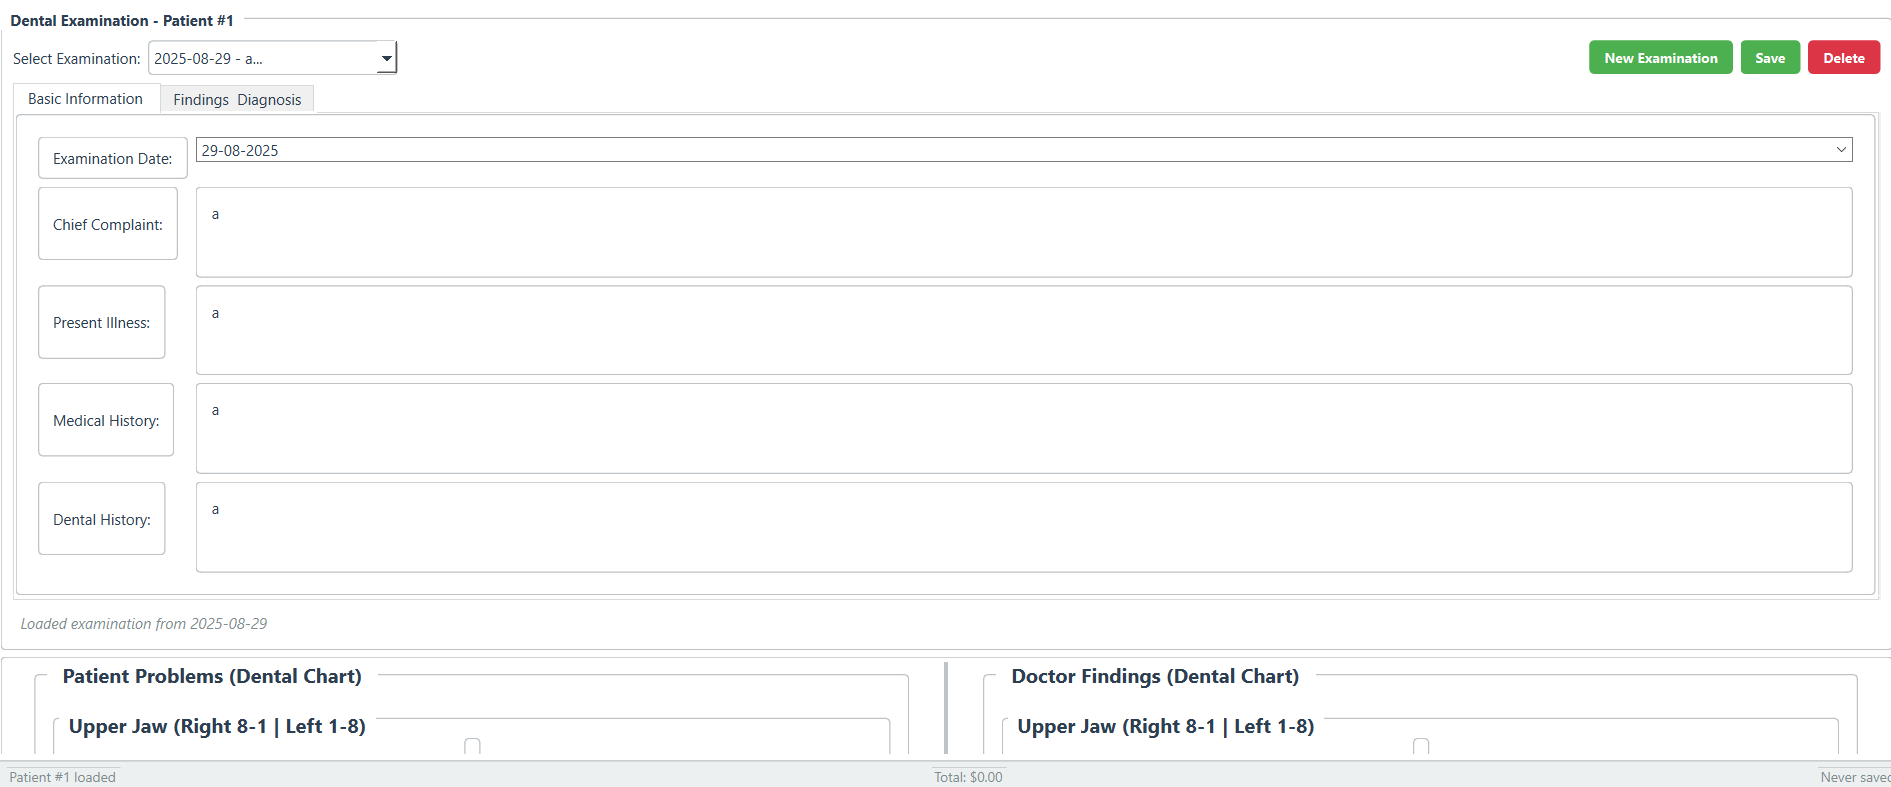 Dental Examination - Patient #1
Select Examination: 2025-08-29 - a... New Examination Save Delete
Basic Information Findings Diagnosis
Examination Date: 29-08-2025
Chief Complaint: a
Present Illness: a
Medical History: a
Dental History: a
Loaded examination from 2025-08-29
Patient Problems (Dental Chart) Doctor Findings (Dental Chart)
Upper Jaw (Right 8-1 | Left 1-8) Upper Jaw (Right 8-1 | Left 1-8)
Patient #1 loaded Total: $0.00 Never saved